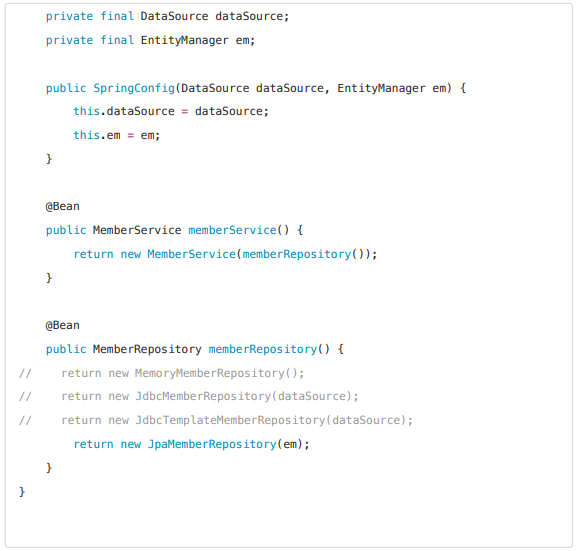 private final DataSource dataSource;
private final EntityManager em;
public SpringConfig(DataSource dataSource, EntityManager em) {
this.dataSource = dataSource;
this.em = em;
}
@Bean
public MemberService memberService() {
return new MemberService(memberRepository());
}
@Bean
public MemberRepository memberRepository() {
// return new MemoryMemberRepository();
// return new JdbcMemberRepository(dataSource);
// return new JdbcTemplateMemberRepository(dataSource);
return new JpaMemberRepository(em);
}
}